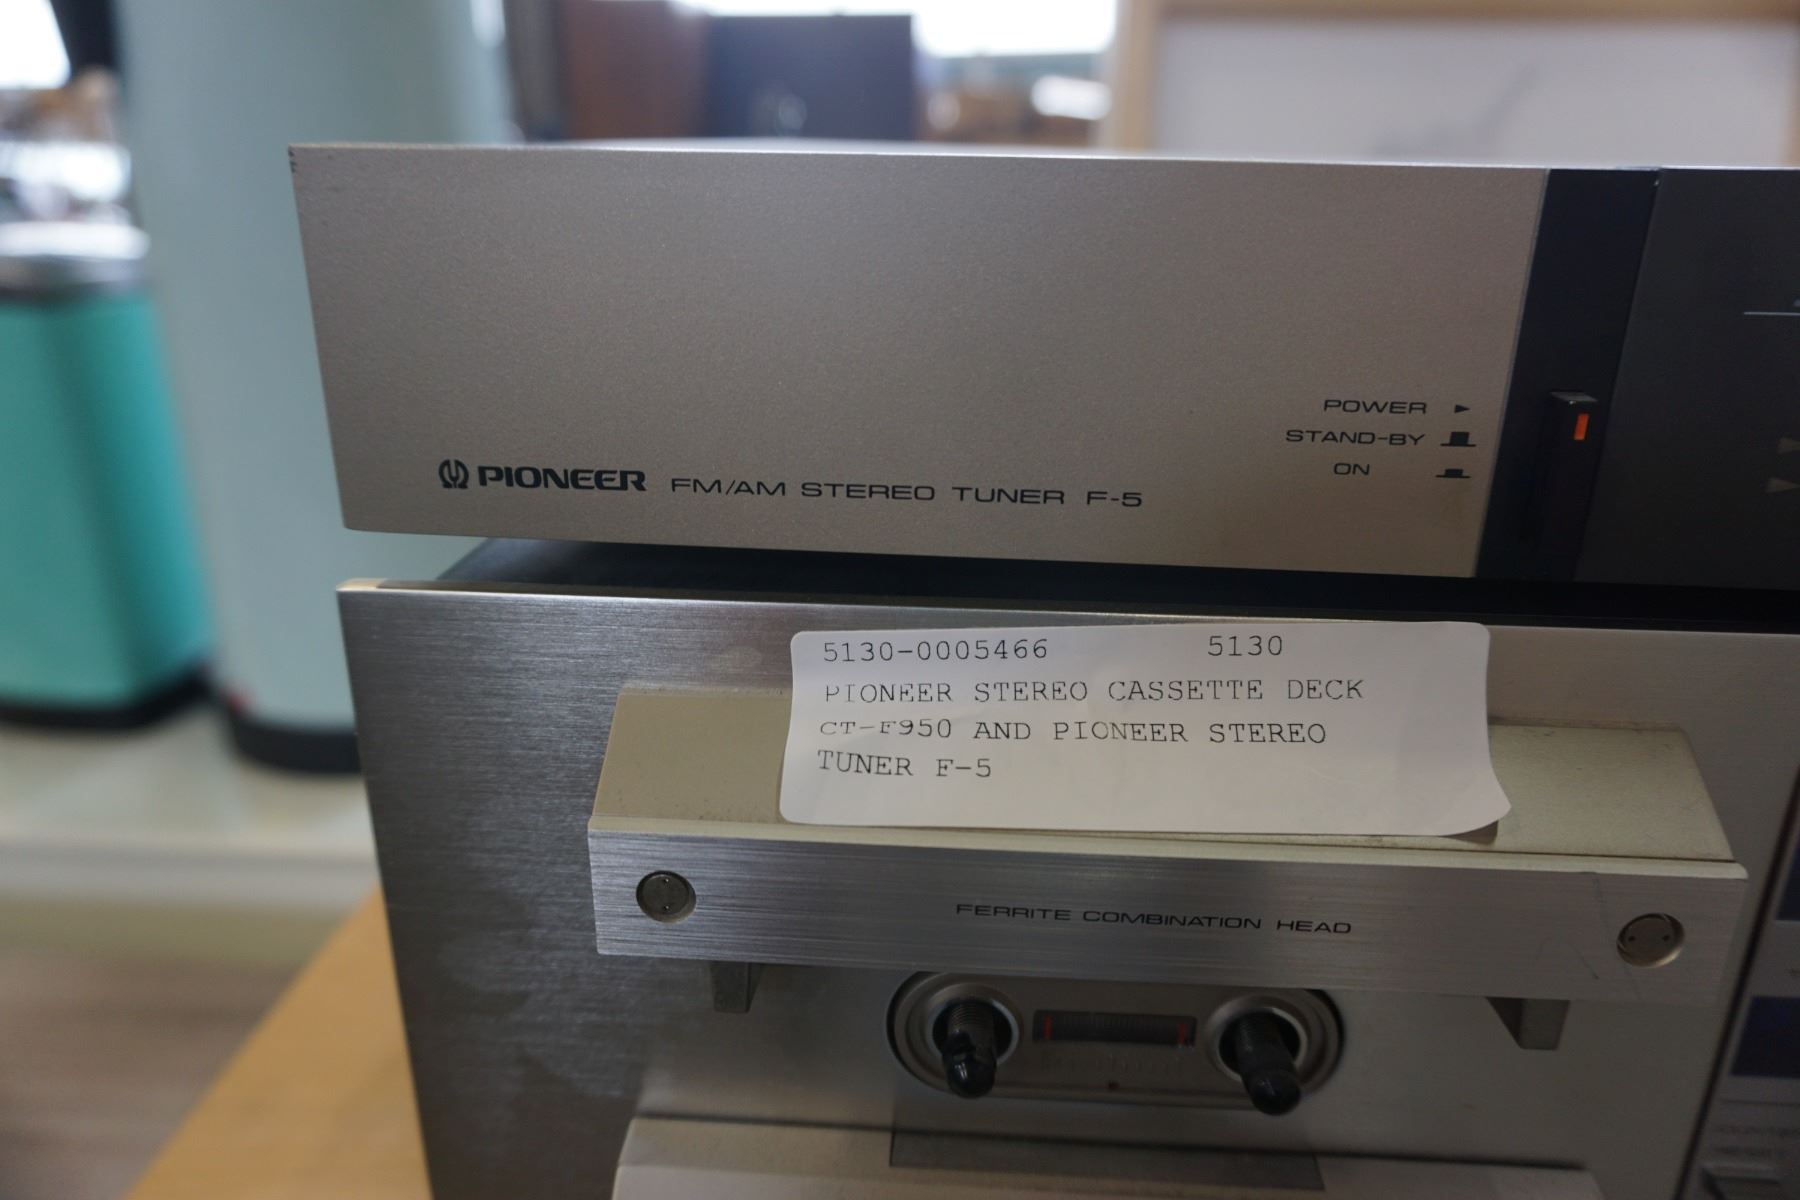 POWER
STAND-BY
ON
PIONEER FM/AM STEREO TUNER F-5
5130-0005466 5130
PIONEER STEREO CASSETTE DECK
CT-F950 AND PIONEER STEREO
TUNER F-5
FERRITE COMBINATION HEAD